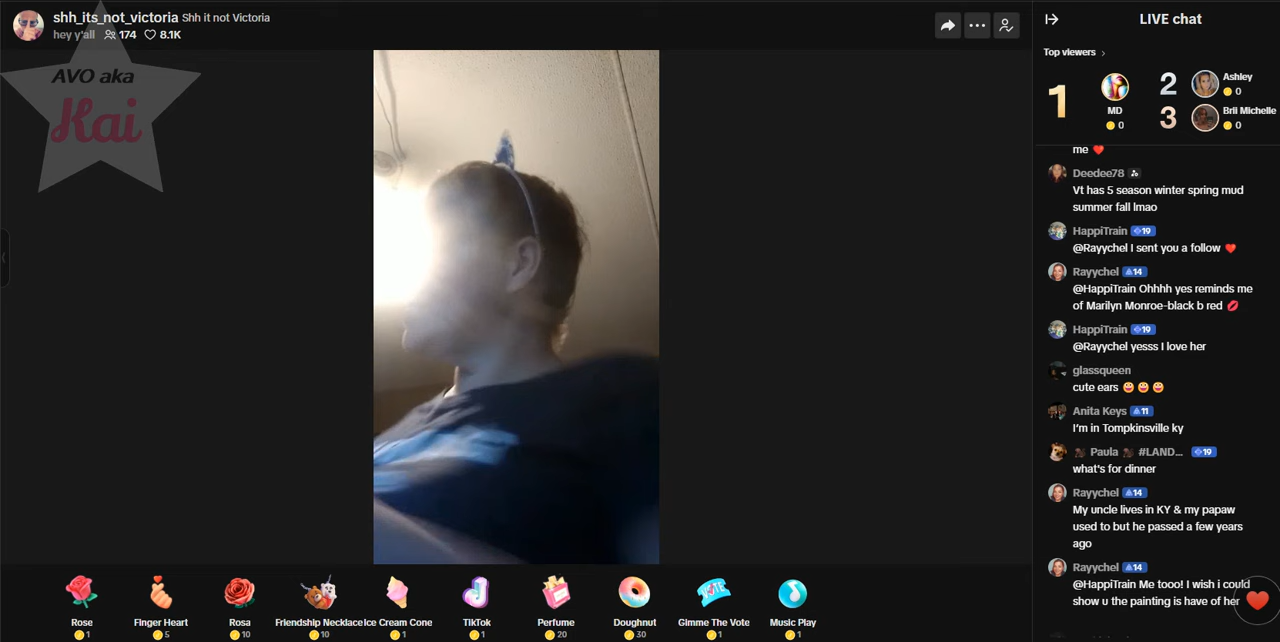 shh_its_not_victoria Shh it not Victoria
hey y'all 174 8.1K
AVO aka
Kai
LIVE chat
Top viewers >
1
MD
0
2
Ashley
0
3
Brii Michelle
0
me
Deedee78
Vt has 5 season winter spring mud
summer fall lmao
HappiTrain 19
@Rayychel I sent you a follow
Rayychel 14
@HappiTrain Ohhhh yes reminds me
of Marilyn Monroe-black b red
HappiTrain 19
@Rayychel yesss I love her
glassqueen
cute ears
Anita Keys 11
I'm in Tompkinsville ky
Paula #LAND... 19
what's for dinner
Rayychel 14
My uncle lives in KY & my papaw
used to but he passed a few years
ago
Rayychel 14
@HappiTrain Me tooo! I wish i could
show u the painting is have of her
VOTE
Rose Finger Heart Rosa Friendship Necklace Ice Cream Cone TikTok Perfume Doughnut Gimme The Vote Music Play
1 5 10 10 1 1 20 30 1 1